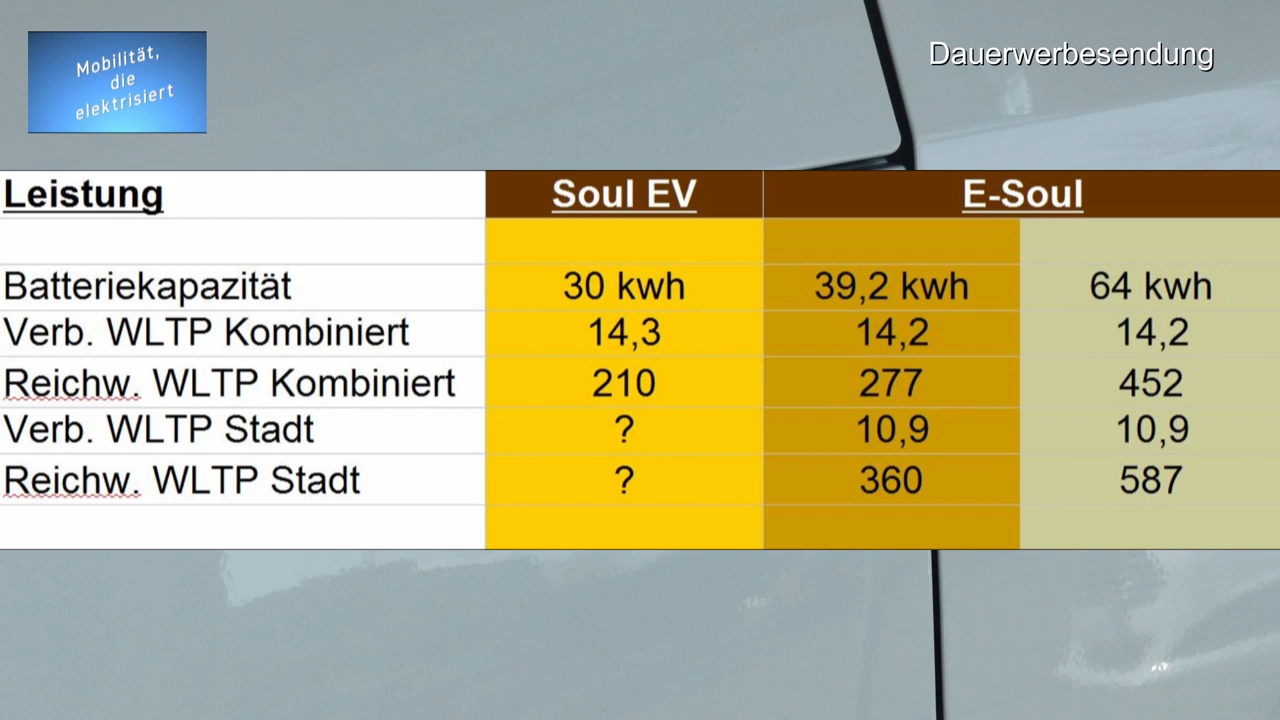 Mobilität,
die
elektrisiert
Dauerwerbesendung
Leistung Soul EV E-Soul
Batteriekapazität 30 kwh 39,2 kwh 64 kwh
Verb. WLTP Kombiniert 14,3 14,2 14,2
Reichw. WLTP Kombiniert 210 277 452
Verb. WLTP Stadt ? 10,9 10,9
Reichw. WLTP Stadt ? 360 587